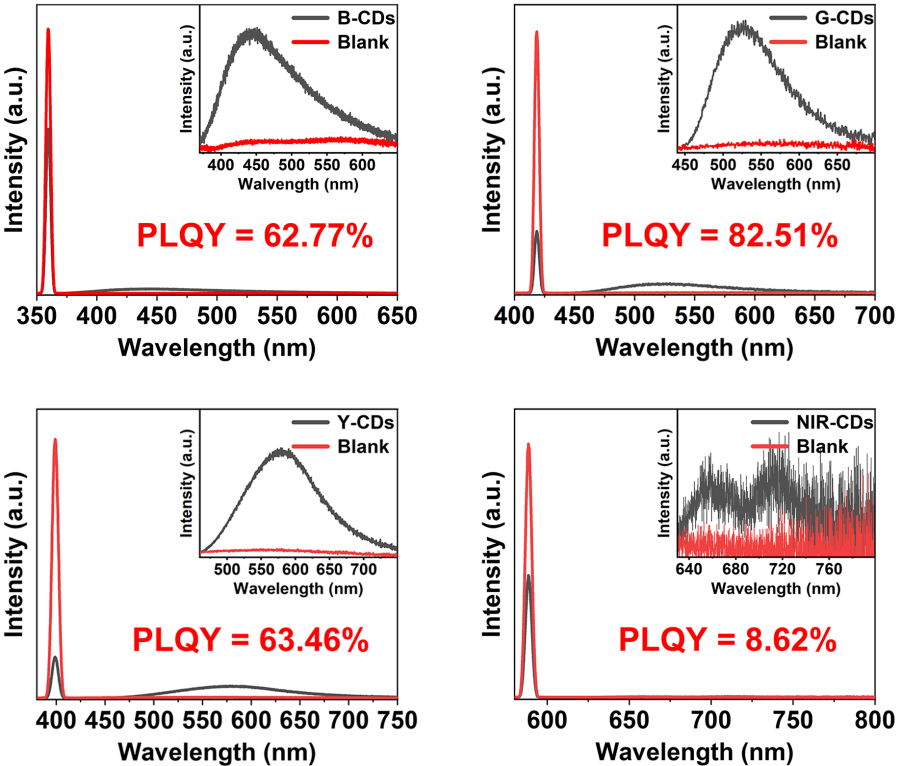 B-CDs
Blank
Intensity (a.u.)
400 450 500 550 600
Walvength (nm)
Intensity (a.u.)
PLQY = 62.77%
350 400 450 500 550 600 650
Wavelength (nm)
G-CDs
Blank
Intensity (a.u.)
450 500 550 600 650
Wavelength (nm)
Intensity (a.u.)
PLQY = 82.51%
400 450 500 550 600 650 700
Wavelength (nm)
Y-CDs
Blank
Intensity (a.u.)
500 550 600 650 700
Wavelength (nm)
Intensity (a.u.)
PLQY = 63.46%
400 450 500 550 600 650 700 750
Wavelength (nm)
NIR-CDs
Blank
Intensity (a.u.)
640 680 720 760
Wavelength (nm)
Intensity (a.u.)
PLQY = 8.62%
600 650 700 750 800
Wavelength (nm)